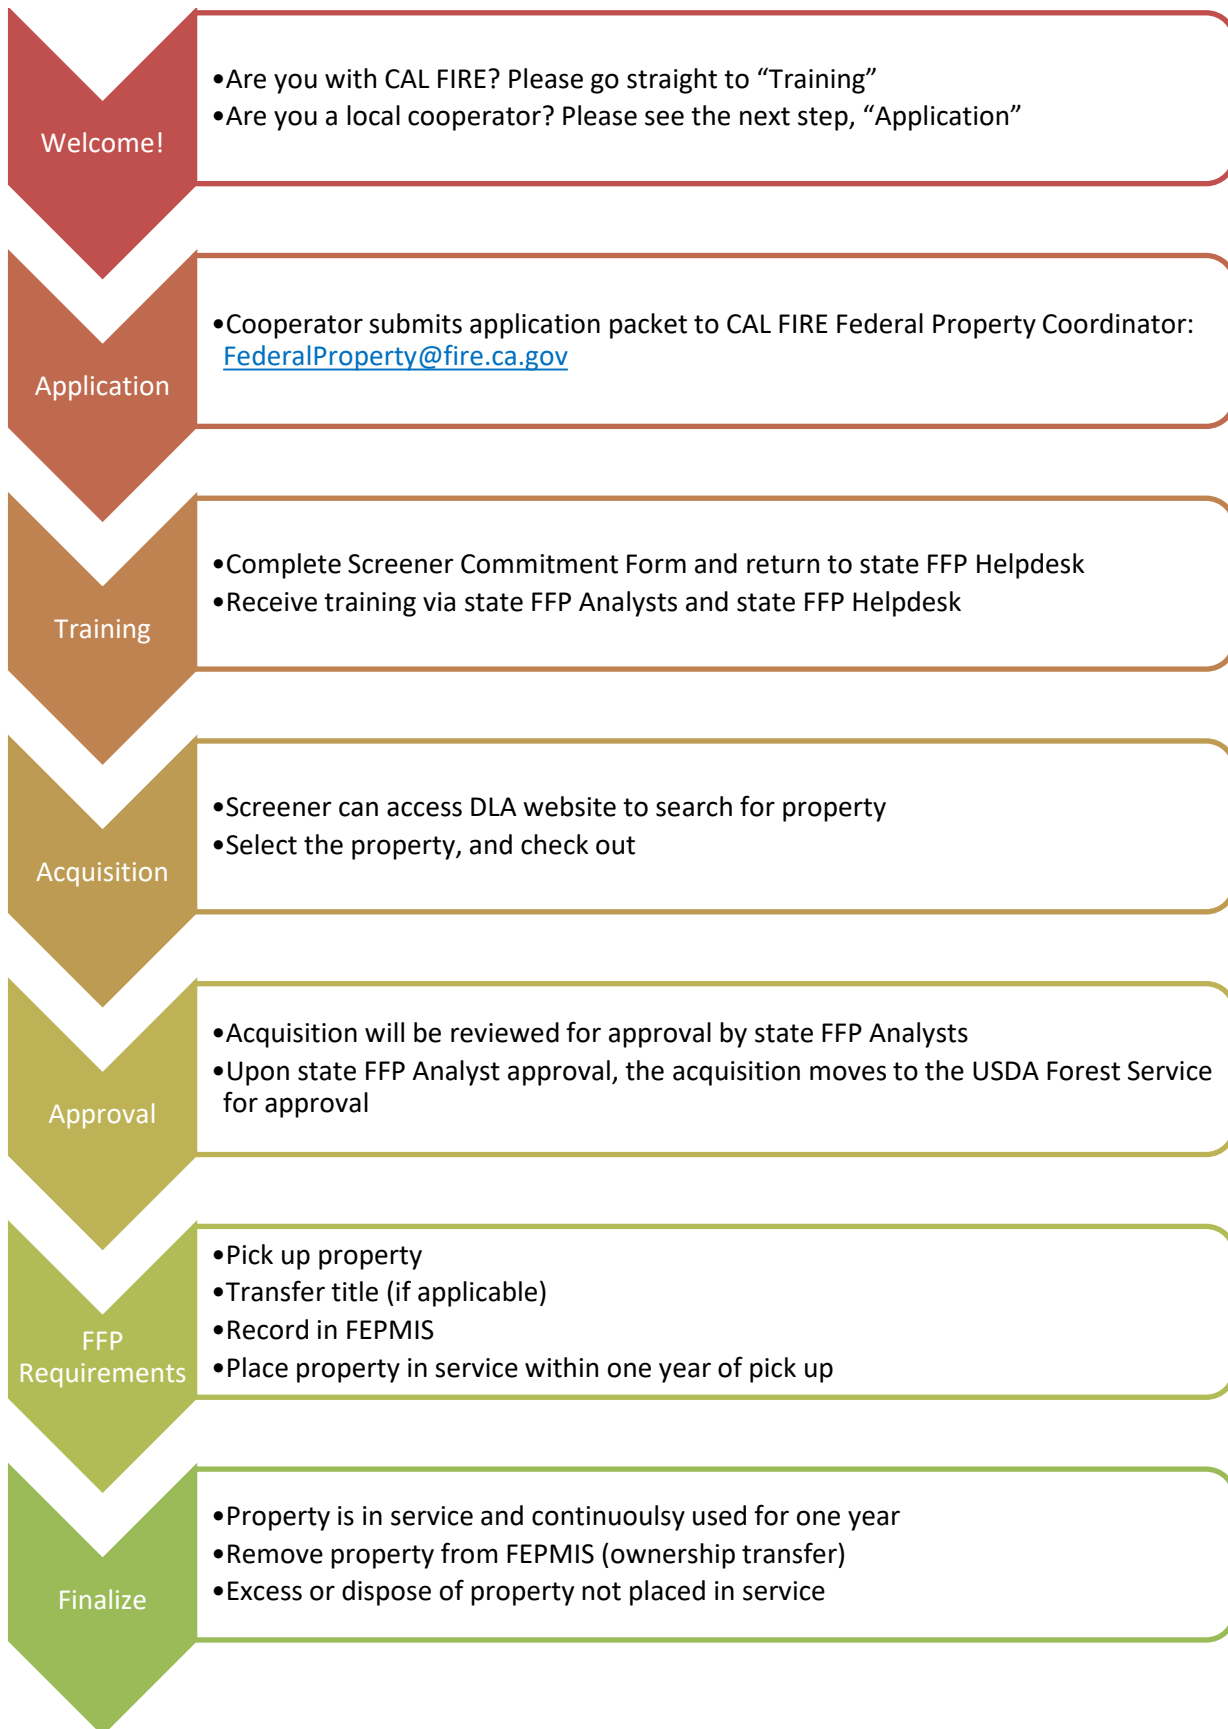 Welcome!
•Are you with CAL FIRE? Please go straight to “Training”
•Are you a local cooperator? Please see the next step, “Application”
Application
•Cooperator submits application packet to CAL FIRE Federal Property Coordinator:
FederalProperty@fire.ca.gov
Training
•Complete Screener Commitment Form and return to state FFP Helpdesk
•Receive training via state FFP Analysts and state FFP Helpdesk
Acquisition
•Screener can access DLA website to search for property
•Select the property, and check out
Approval
•Acquisition will be reviewed for approval by state FFP Analysts
•Upon state FFP Analyst approval, the acquisition moves to the USDA Forest Service
for approval
FFP
Requirements
•Pick up property
•Transfer title (if applicable)
•Record in FEPMIS
•Place property in service within one year of pick up
Finalize
•Property is in service and continuoulsy used for one year
•Remove property from FEPMIS (ownership transfer)
•Excess or dispose of property not placed in service